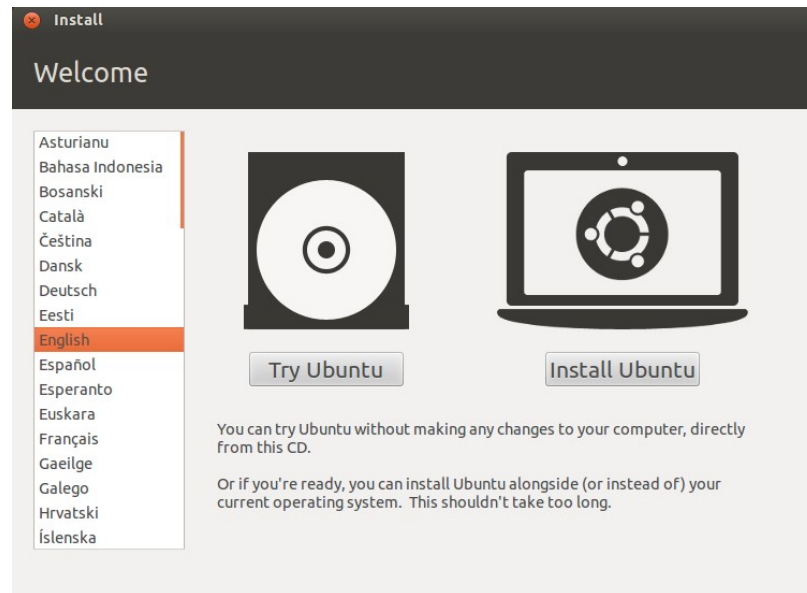 Install
Welcome
Asturianu
Bahasa Indonesia
Bosanski
Català
Čeština
Dansk
Deutsch
Eesti
English
Español
Esperanto
Euskara
Français
Gaeilge
Galego
Hrvatski
Íslenska
Try Ubuntu
Install Ubuntu
You can try Ubuntu without making any changes to your computer, directly
from this CD.
Or if you're ready, you can install Ubuntu alongside (or instead of) your
current operating system.  This shouldn't take too long.